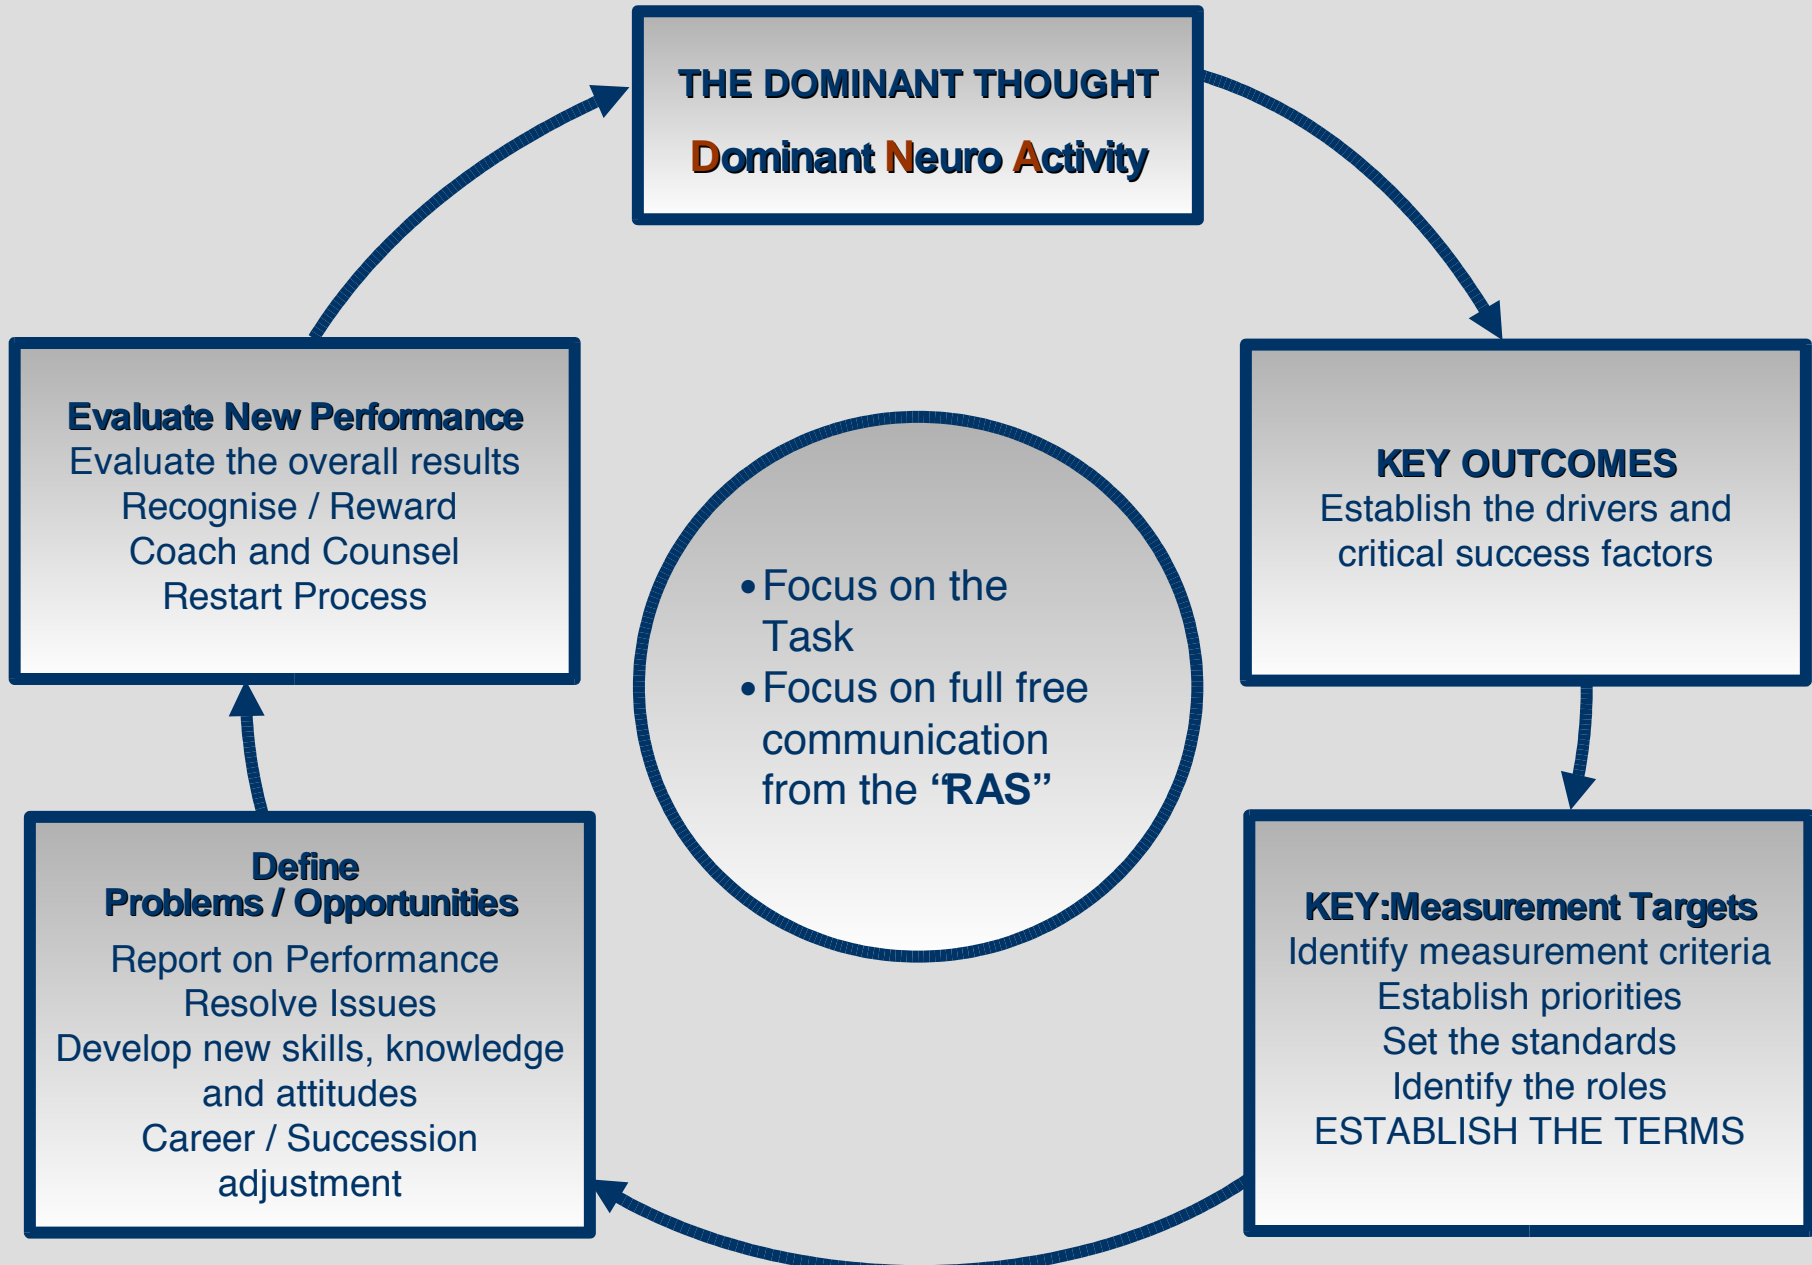 THE DOMINANT THOUGHT
Dominant Neuro Activity
KEY OUTCOMES
Establish the drivers and
critical success factors
KEY:Measurement Targets
Identify measurement criteria
Establish priorities
Set the standards
Identify the roles
ESTABLISH THE TERMS
Define
Problems / Opportunities
Report on Performance
Resolve Issues
Develop new skills, knowledge
and attitudes
Career / Succession
adjustment
Evaluate New Performance
Evaluate the overall results
Recognise / Reward
Coach and Counsel
Restart Process
•Focus on the
Task
•Focus on full free
communication
from the “RAS”